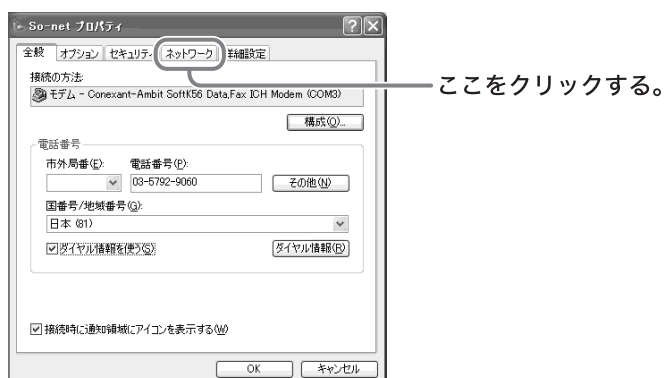 So-net プロパティ
全般 オプション セキュリティ ネットワーク 詳細設定
接続の方法:
モデム - Conexant-Ambit SoftK56 Data,Fax ICH Modem (COM3)
構成(O)...
電話番号
市外局番(E): 電話番号(P):
03-5792-9060 その他(N)
国番号/地域番号(G):
日本 (81)
ダイヤル情報を使う(S) ダイヤル情報(R)
接続時に通知領域にアイコンを表示する(W)
OK キャンセル
ここをクリックする。